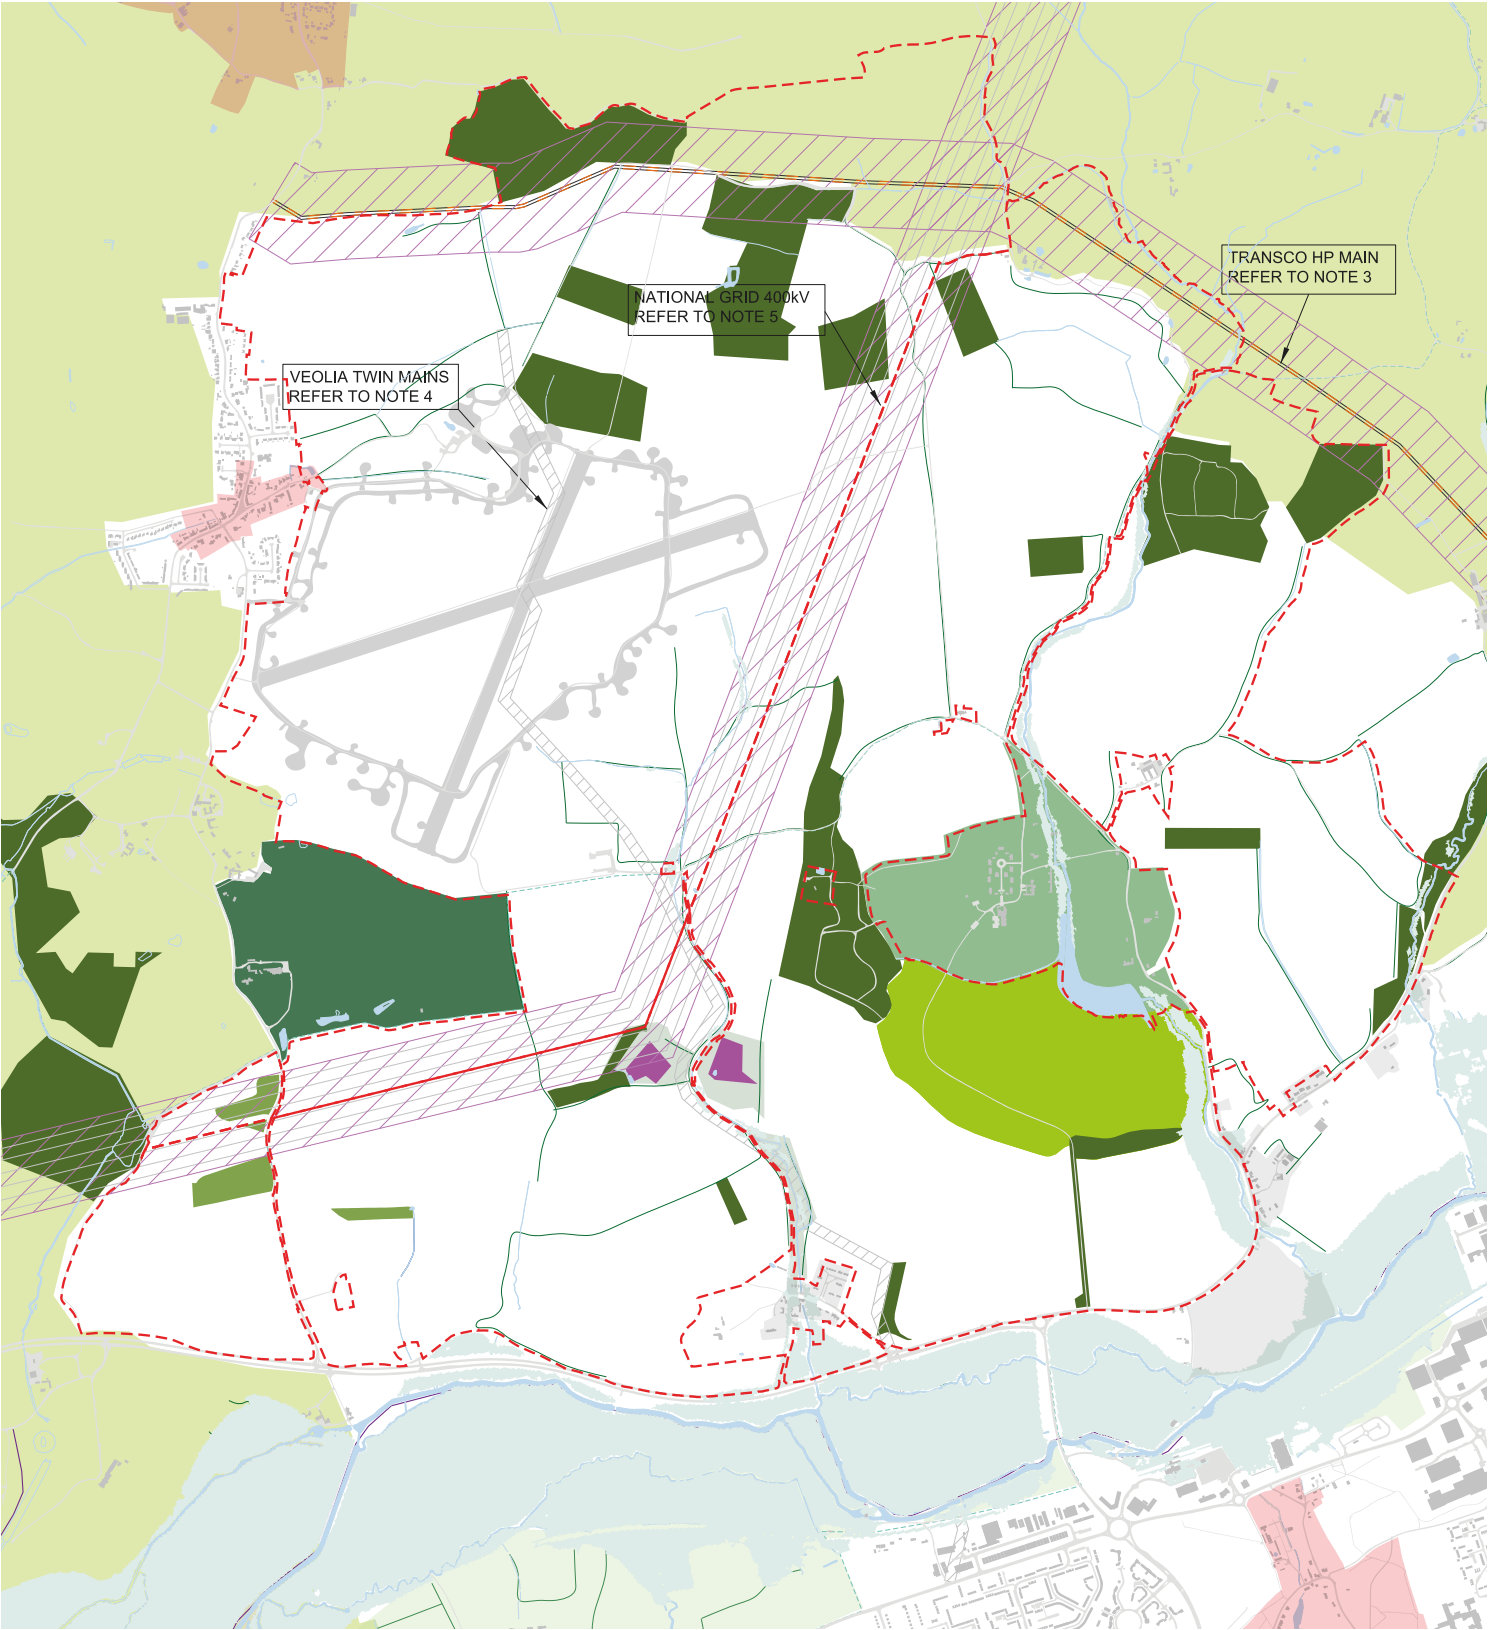 TRANSCO HP MAIN
REFER TO NOTE 3
NATIONAL GRID 400kV
REFER TO NOTE 5
VEOLIA TWIN MAINS
REFER TO NOTE 4